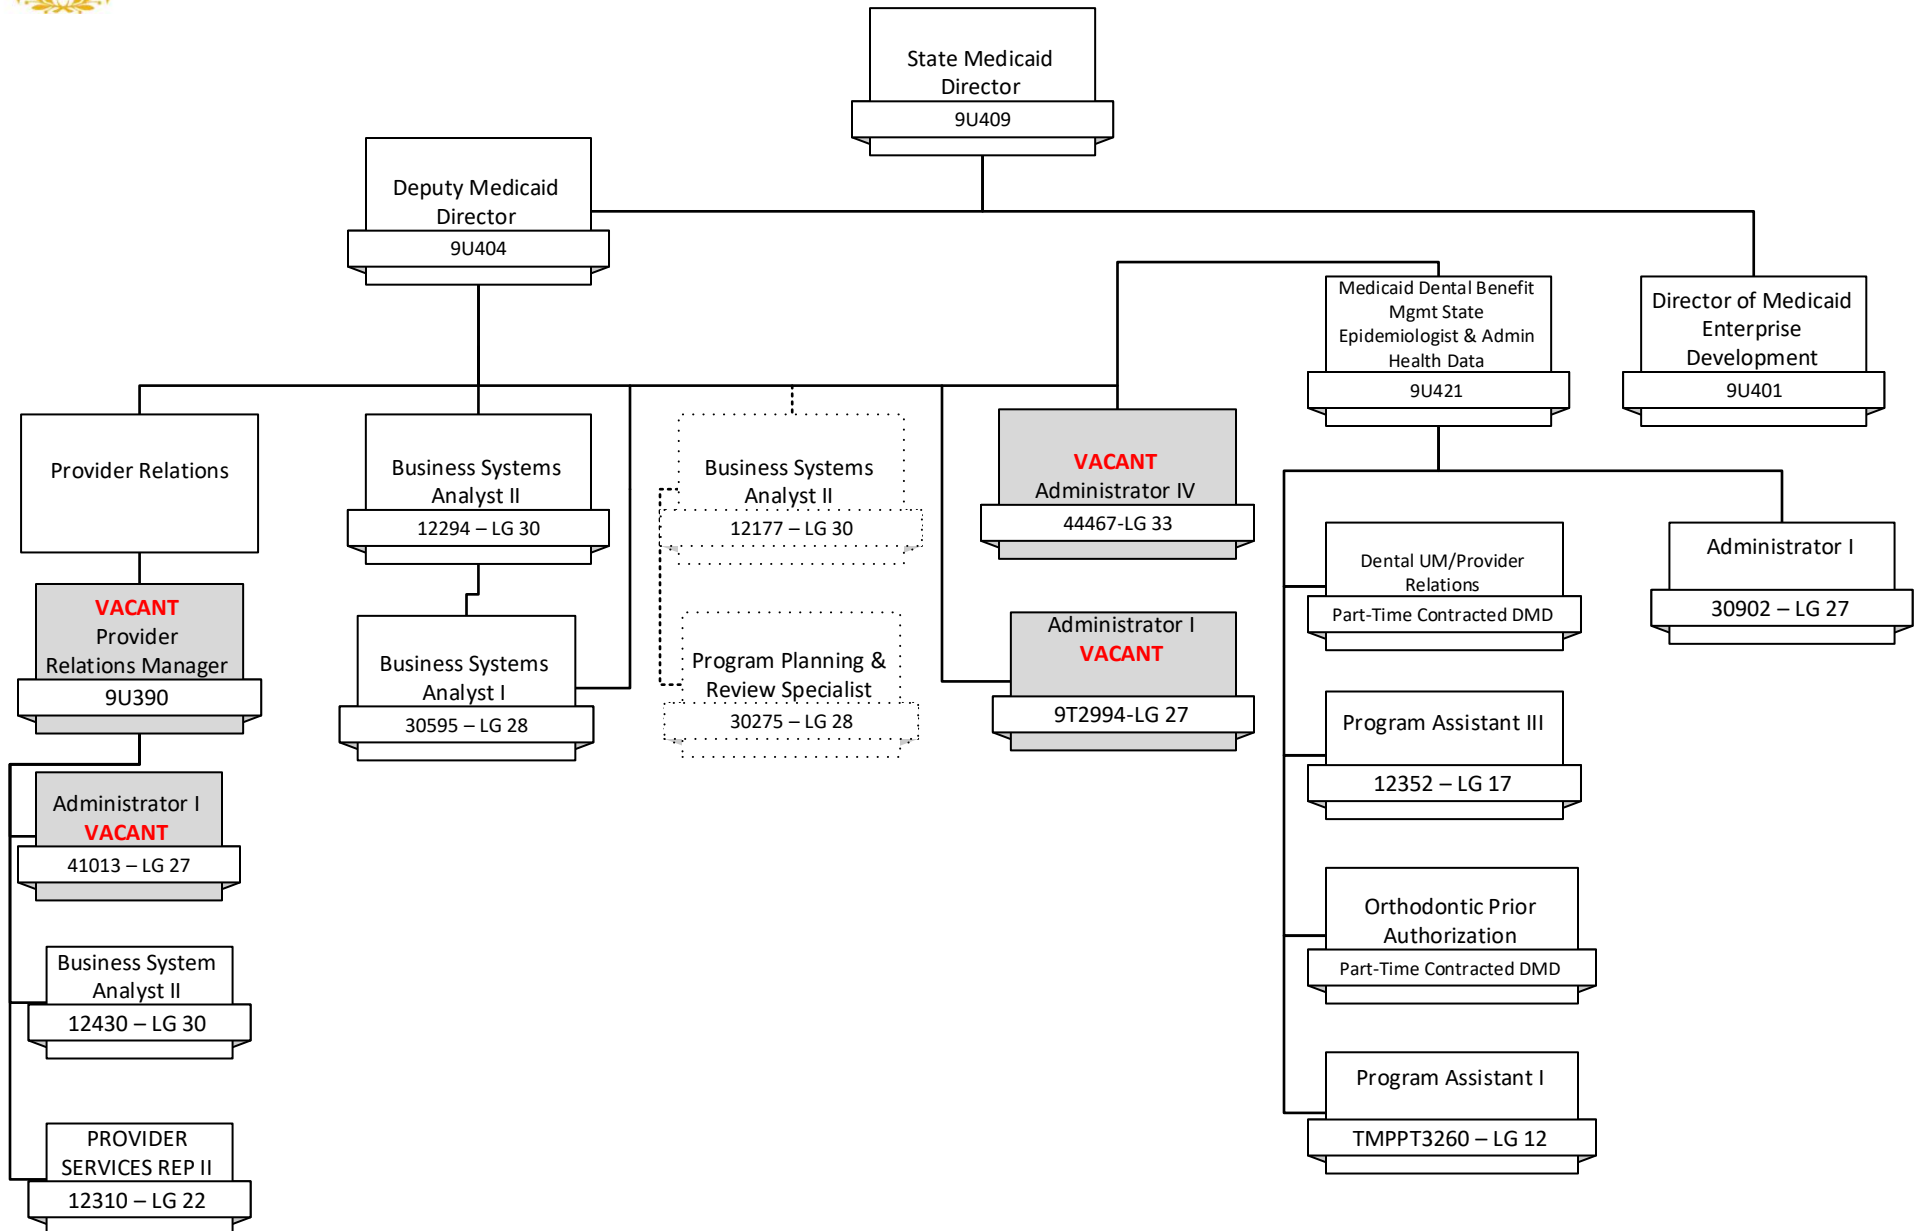 State Medicaid
Director
9U409
Deputy Medicaid
Director
9U404
Medicaid Dental Benefit
Mgmt State
Epidemiologist & Admin
Health Data
9U421
Director of Medicaid
Enterprise
Development
9U401
Provider Relations
Business Systems
Analyst II
12294 – LG 30
Business Systems
Analyst II
12177 – LG 30
VACANT
Administrator IV
44467-LG 33
VACANT
Provider
Relations Manager
9U390
Business Systems
Analyst I
30595 – LG 28
Program Planning &
Review Specialist
30275 – LG 28
Administrator I
VACANT
9T2994-LG 27
Dental UM/Provider
Relations
Part-Time Contracted DMD
Administrator I
30902 – LG 27
Program Assistant III
12352 – LG 17
Administrator I
VACANT
41013 – LG 27
Orthodontic Prior
Authorization
Part-Time Contracted DMD
Business System
Analyst II
12430 – LG 30
Program Assistant I
TMPPT3260 – LG 12
PROVIDER
SERVICES REP II
12310 – LG 22